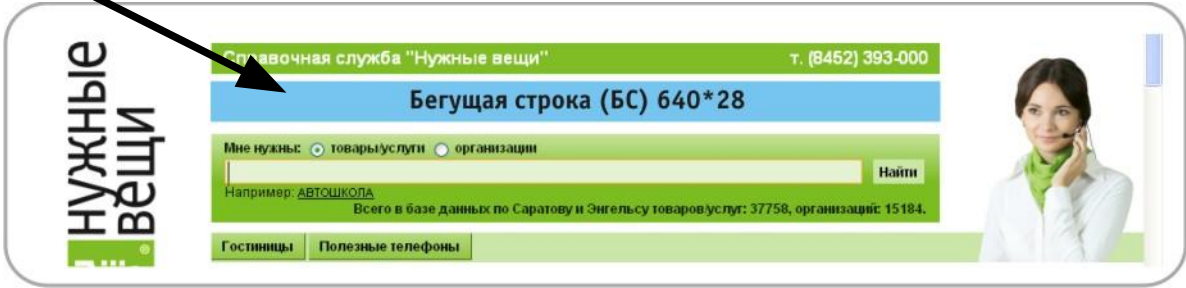 нужные
вещи
Справочная служба "Нужные вещи"
т. (8452) 393-000
Бегущая строка (БС) 640*28
Мне нужны: товары/услуги организации
Найти
Например: АВТОШКОЛА
Всего в базе данных по Саратову и Энгельсу товаров/услуг: 37758, организаций: 15184.
Гостиницы Полезные телефоны